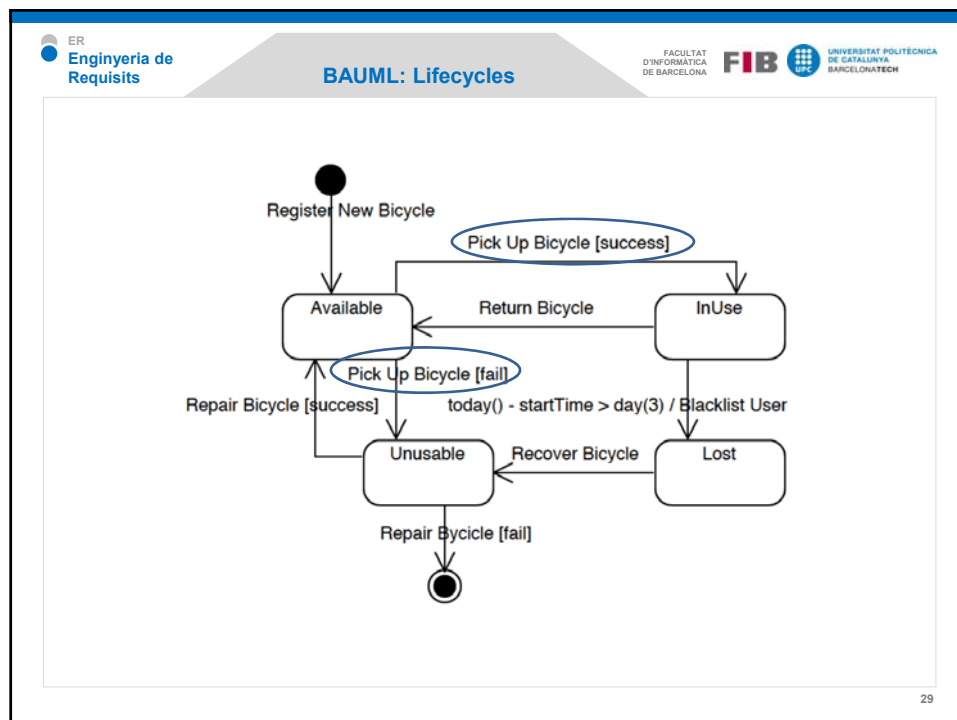 ER
Enginyeria de
Requisits
BAUML: Lifecycles
FACULTAT
D'INFORMÀTICA
DE BARCELONA
FIB
UPC
UNIVERSITAT POLITÈCNICA
DE CATALUNYA
BARCELONATECH
Register New Bicycle
Pick Up Bicycle [success]
Available
Return Bicycle
InUse
Pick Up Bicycle [fail]
Repair Bicycle [success]
today() - startTime > day(3) / Blacklist User
Unusable
Recover Bicycle
Lost
Repair Bycicle [fail]
29